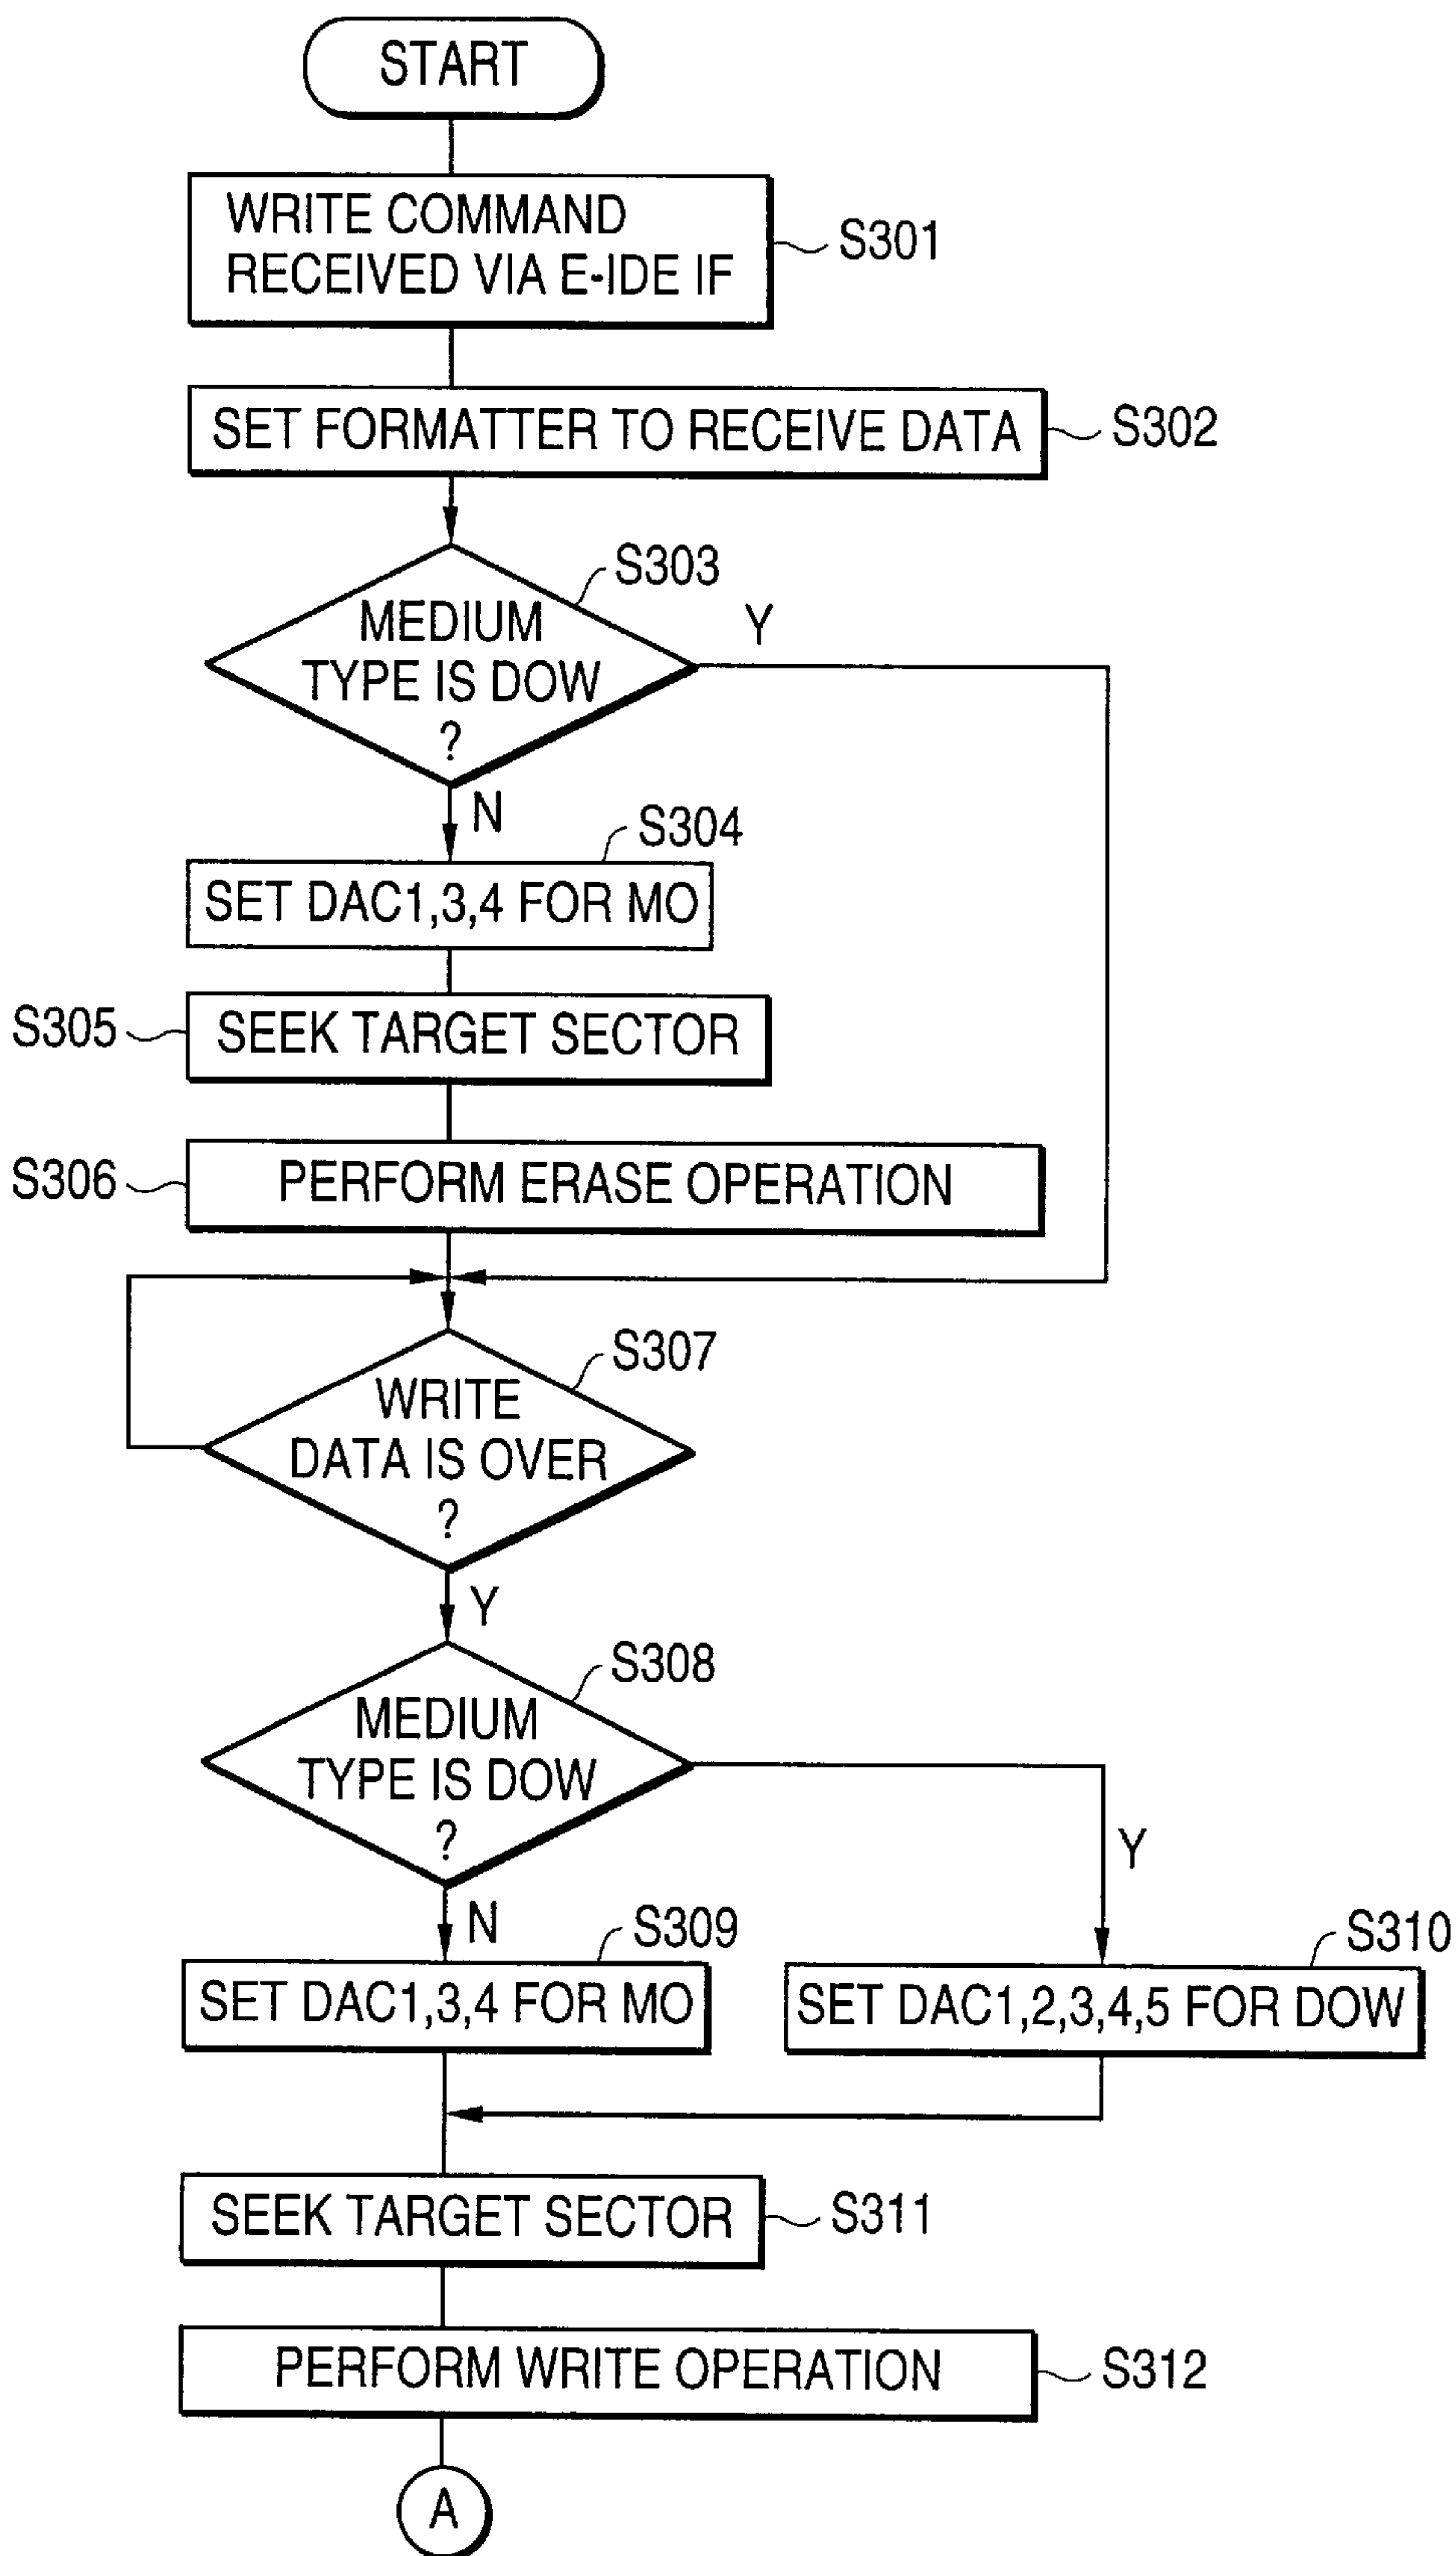 START
WRITE COMMAND
RECEIVED VIA E-IDE IF
S301
SET FORMATTER TO RECEIVE DATA
S302
S303
MEDIUM
TYPE IS DOW
?
Y
N
S304
SET DAC1,3,4 FOR MO
S305
SEEK TARGET SECTOR
S306
PERFORM ERASE OPERATION
S307
WRITE
DATA IS OVER
?
Y
S308
MEDIUM
TYPE IS DOW
?
Y
N
S309
S310
SET DAC1,3,4 FOR MO
SET DAC1,2,3,4,5 FOR DOW
SEEK TARGET SECTOR
S311
PERFORM WRITE OPERATION
S312
A